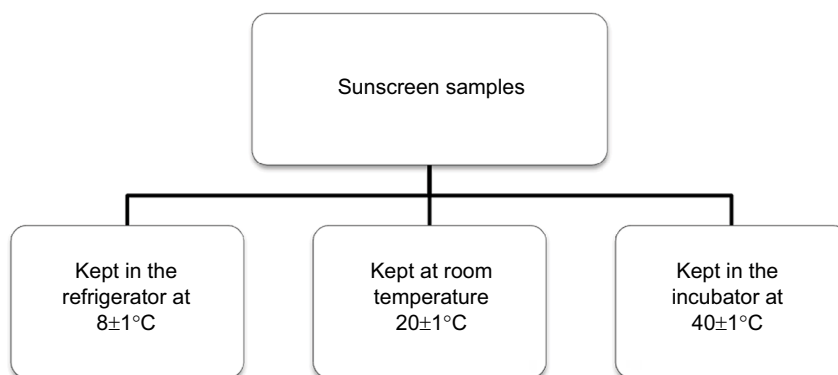 Sunscreen samples
Kept in the
refrigerator at
8±1°C
Kept at room
temperature
20±1°C
Kept in the
incubator at
40±1°C